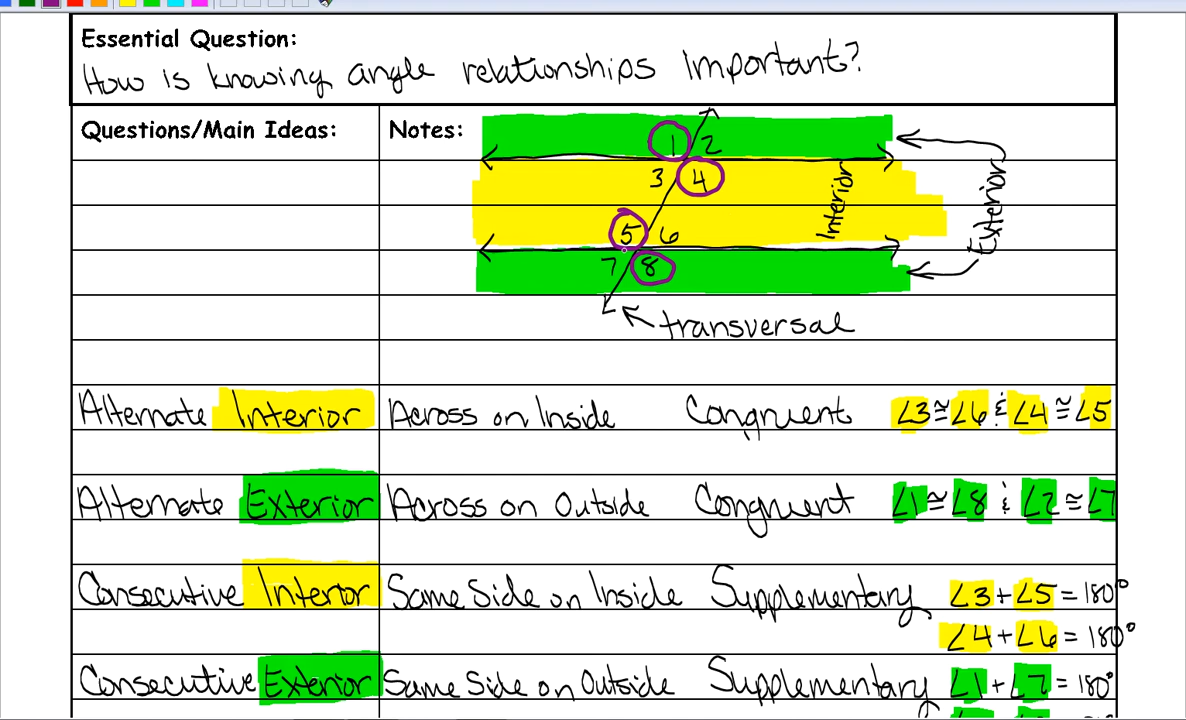 Essential Question:
How is knowing angle relationships important?
Questions/Main Ideas:
Notes:
1 2
3 4
Interior
Exterior
5 6
7 8
transversal
Alternate Interior Across on Inside Congruent ∠3≅∠6 & ∠4≅∠5
Alternate Exterior Across on Outside Congruent ∠1≅∠8 & ∠2≅∠7
Consecutive Interior Same Side on Inside Supplementary ∠3+∠5=180°
∠4+∠6=180°
Consecutive Exterior Same Side on Outside Supplementary ∠1+∠7=180°